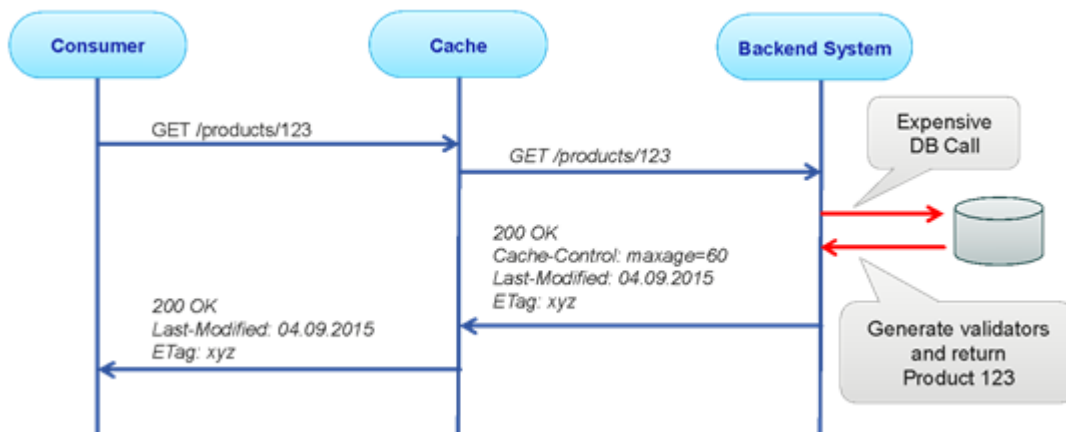 Consumer
Cache
Backend System
GET /products/123
GET /products/123
Expensive
DB Call
200 OK
Cache-Control: maxage=60
Last-Modified: 04.09.2015
ETag: xyz
200 OK
Last-Modified: 04.09.2015
ETag: xyz
Generate validators
and return
Product 123